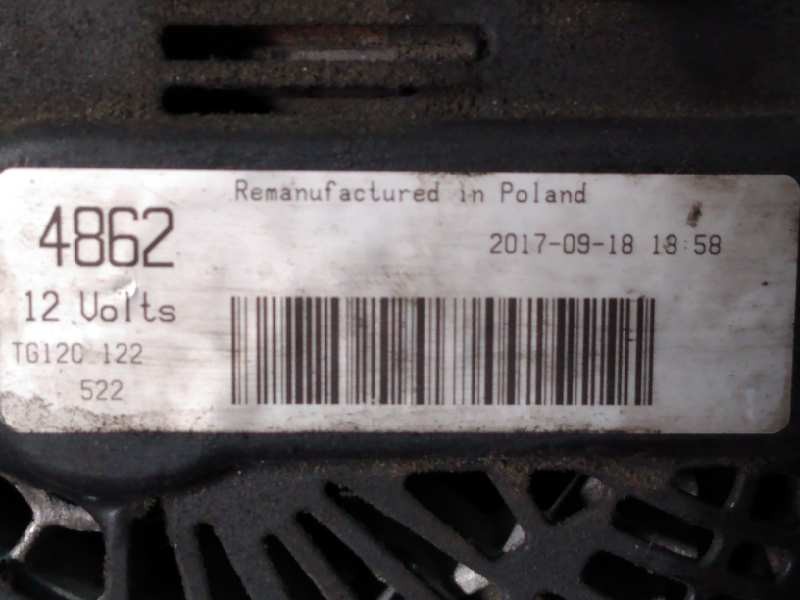 Remanufactured in Poland
4862
2017-09-18 18:58
12 Volts
TG12C 122
522